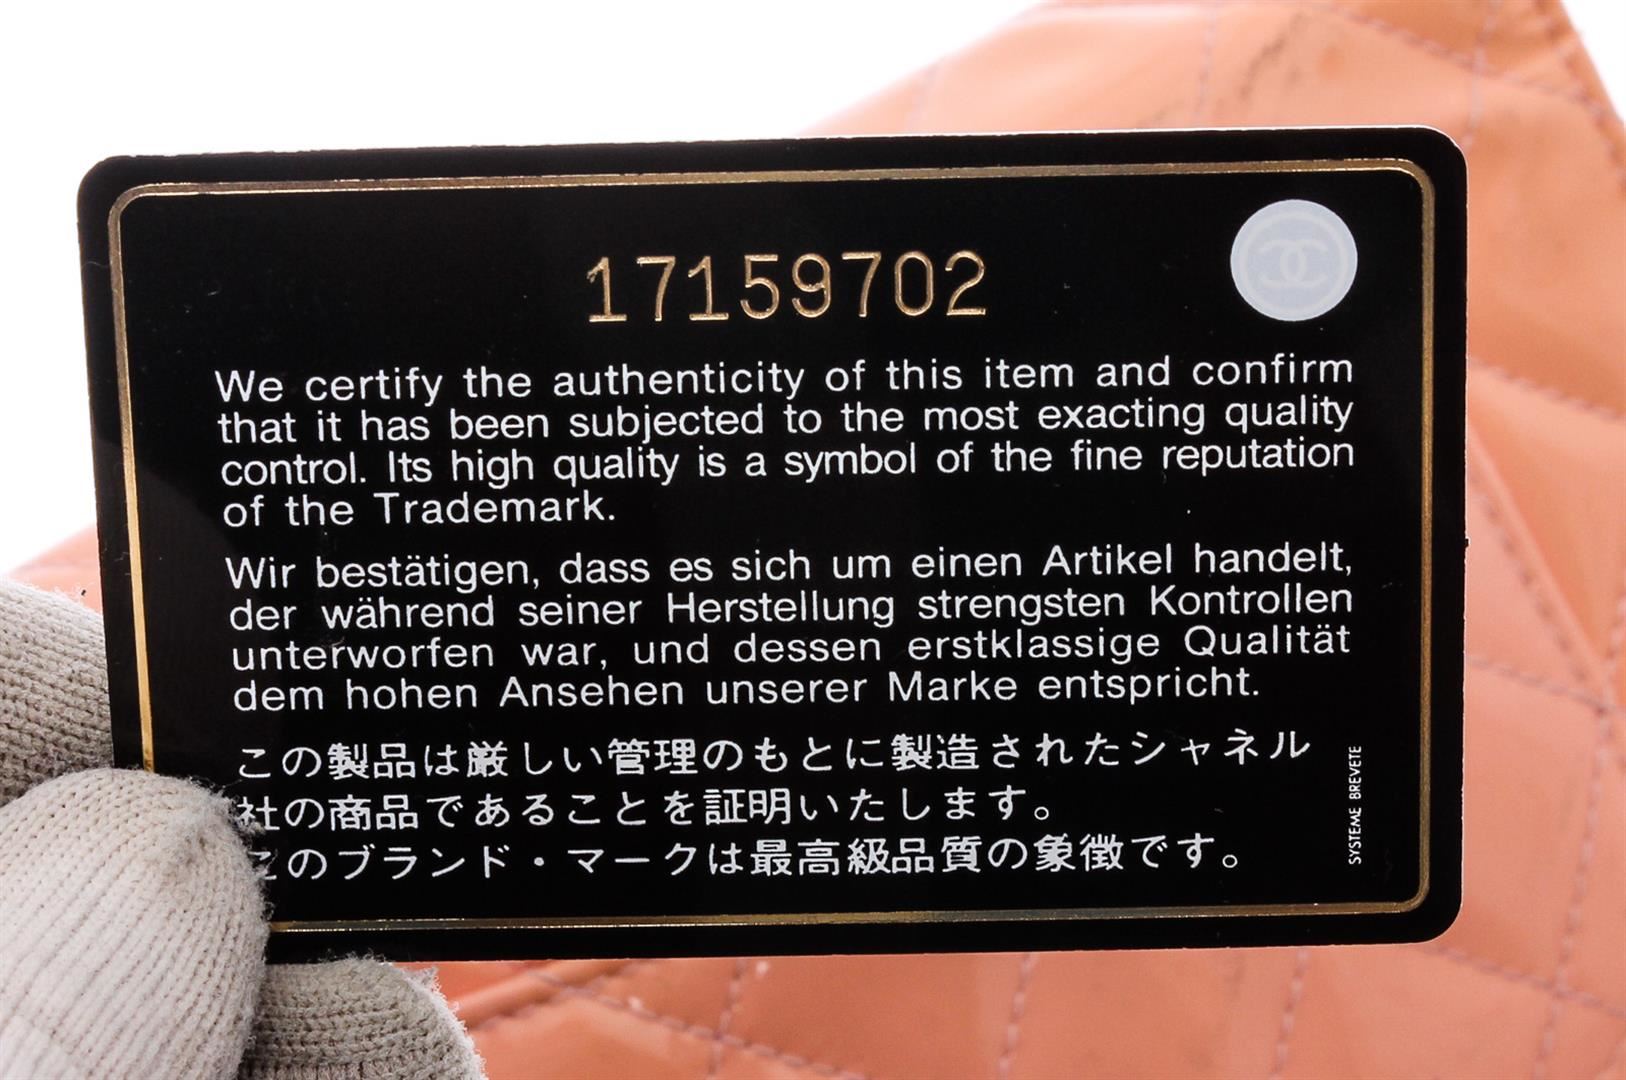 17159702
We certify the authenticity of this item and confirm
that it has been subjected to the most exacting quality
control. Its high quality is a symbol of the fine reputation
of the Trademark.
Wir bestätigen, dass es sich um einen Artikel handelt,
der während seiner Herstellung strengsten Kontrollen
unterworfen war, und dessen erstklassige Qualität
dem hohen Ansehen unserer Marke entspricht.
この製品は厳しい管理のもとに製造されたシャネル
社の商品であることを証明いたします。
このブランド・マークは最高級品質の象徴です。
SYSTEME BREVETE